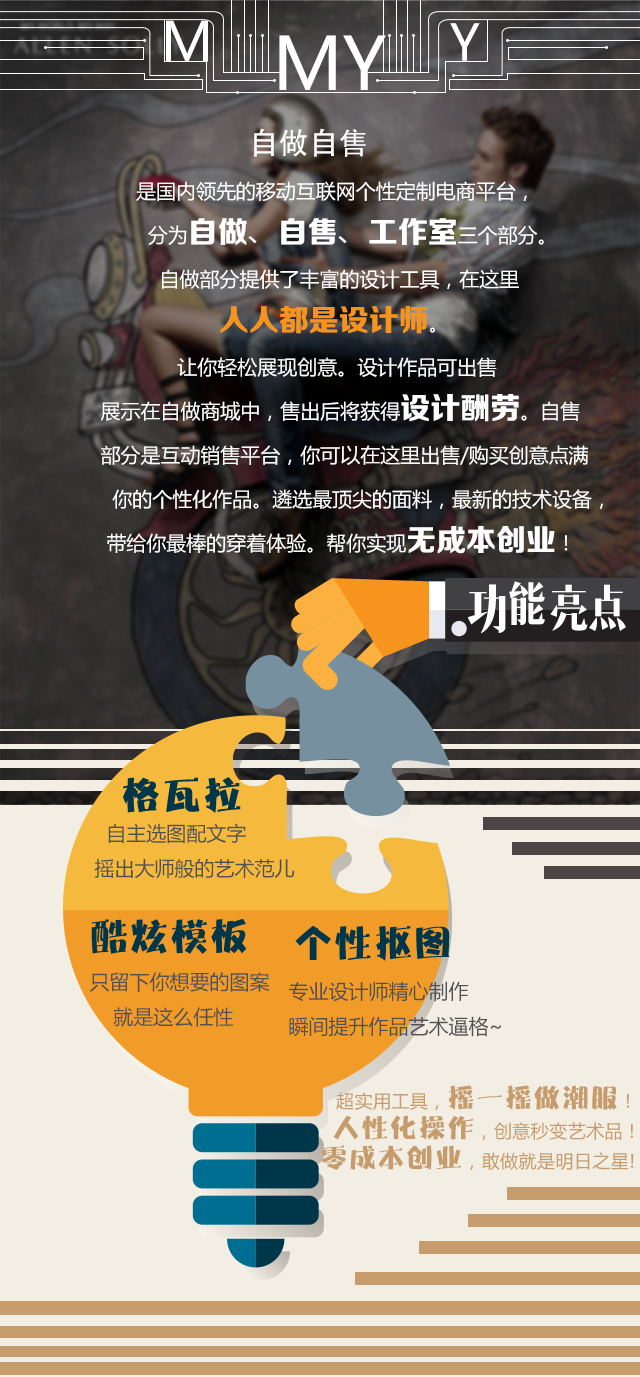 M MY Y
自做自售
是国内领先的移动互联网个性定制电商平台，
分为自做、自售、工作室三个部分。
自做部分提供了丰富的设计工具，在这里
人人都是设计师。
让你轻松展现创意。设计作品可出售
展示在自做商城中，售出后将获得设计酬劳。自售
部分是互动销售平台，你可以在这里出售/购买创意点满
你的个性化作品。遴选最顶尖的面料，最新的技术设备，
带给你最棒的穿着体验。帮你实现无成本创业！
.功能亮点
格瓦拉
自主选图配文字
摇出大师般的艺术范儿
酷炫模板
只留下你想要的图案
就是这么任性
个性抠图
专业设计师精心制作
瞬间提升作品艺术逼格~
超实用工具，摇一摇做潮服！
人性化操作，创意秒变艺术品！
零成本创业，敢做就是明日之星!